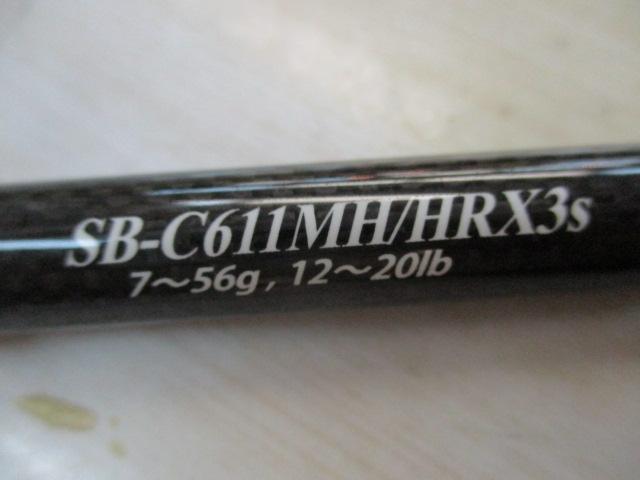 SB-C611MH/HRX3s
7～56g , 12～20lb